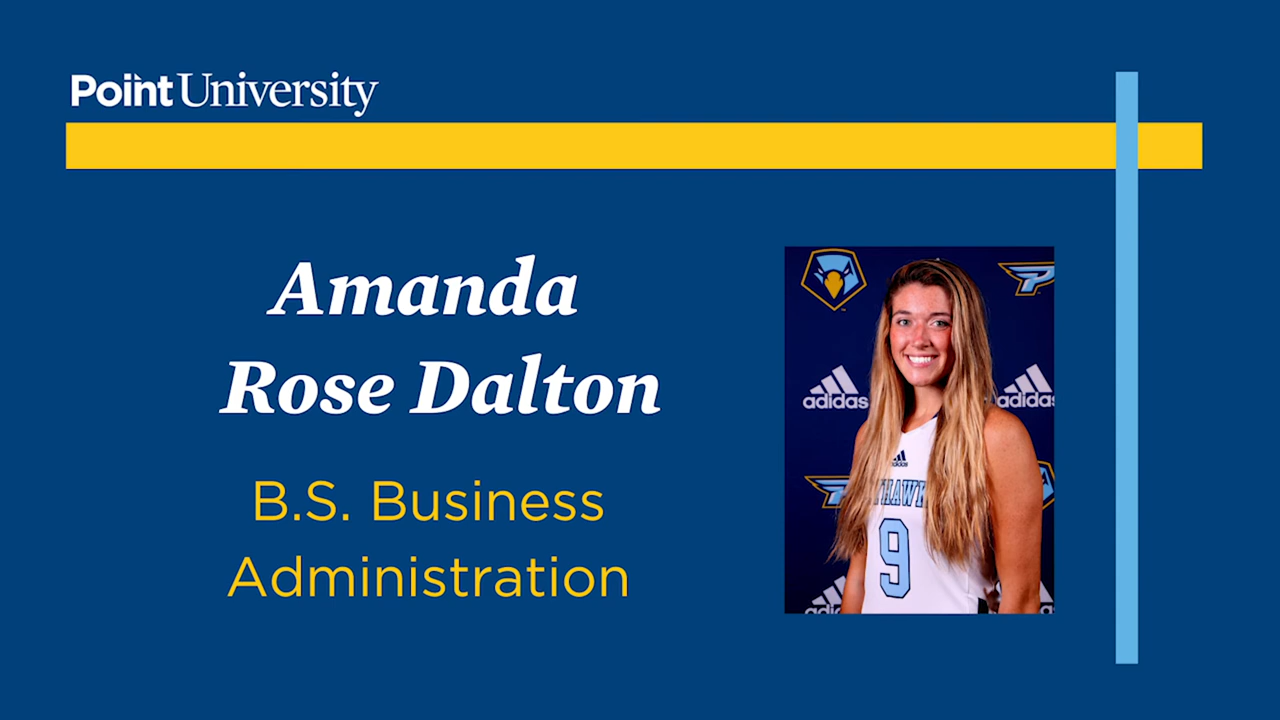 Point University
Amanda
Rose Dalton
B.S. Business
Administration
adidas
adidas
adidas
9